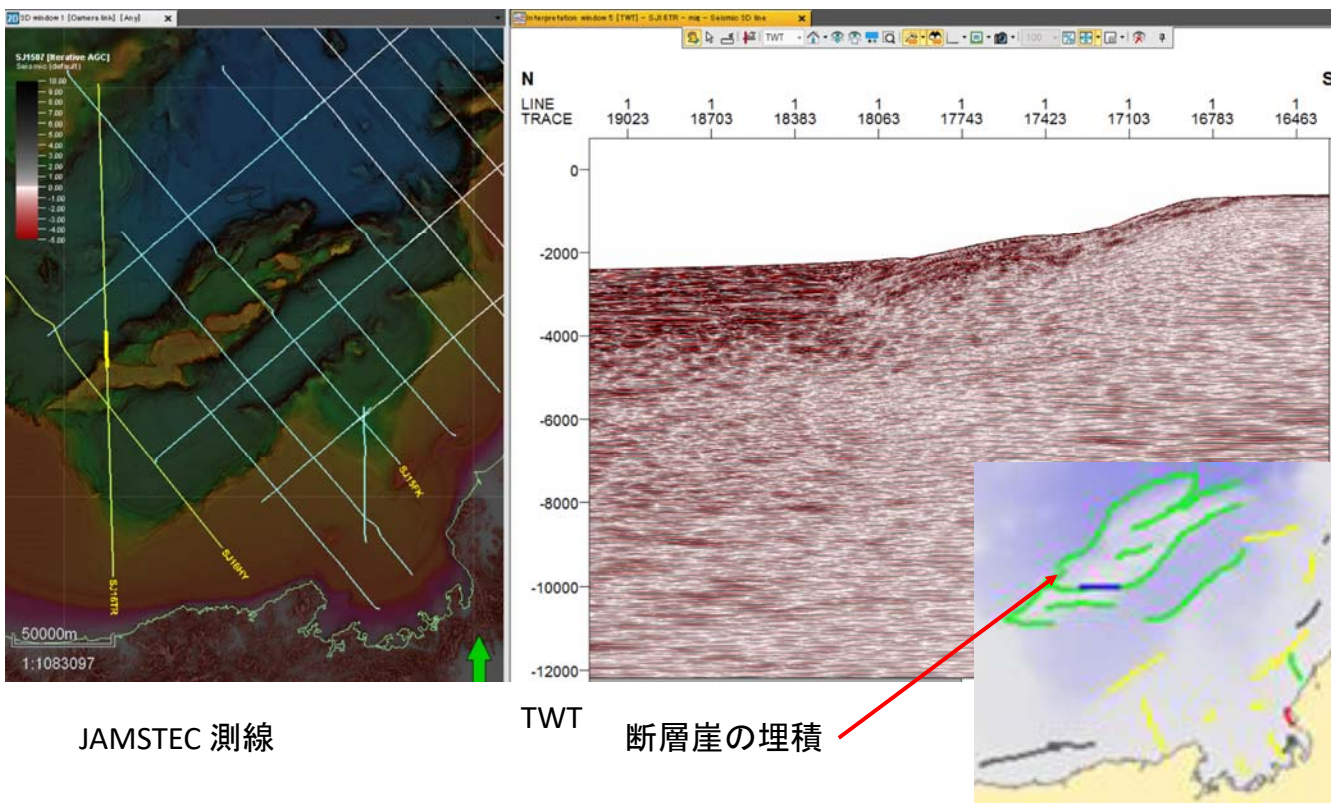 2D window 1 [Camera link] [Any]
Interpretation window 5 [TWT] - SJ16TR - mig - Seismic 2D line
TWT
100
SJ1507 [Iterative AGC]
Seismic (default)
10.00
9.00
8.00
7.00
6.00
5.00
4.00
3.00
2.00
1.00
0.00
-1.00
-2.00
-3.00
-4.00
-5.00
SJ15FK
SJ16HY
SJ16TR
50000m
1:1083097
N S
LINE 1 1 1 1 1 1 1 1 1
TRACE 19023 18703 18383 18063 17743 17423 17103 16783 16463
0
-2000
-4000
-6000
-8000
-10000
-12000
JAMSTEC 測線
TWT
断層崖の埋積